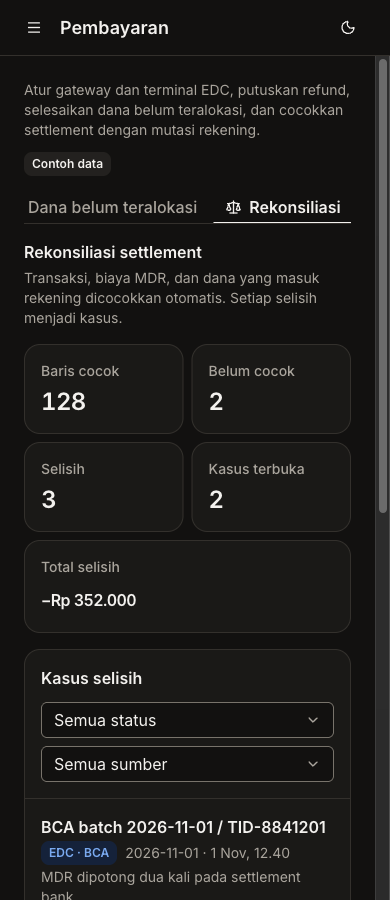 Pembayaran
Atur gateway dan terminal EDC, putuskan refund,
selesaikan dana belum teralokasi, dan cocokkan
settlement dengan mutasi rekening.
Contoh data
Dana belum teralokasi
Rekonsiliasi
Rekonsiliasi settlement
Transaksi, biaya MDR, dan dana yang masuk
rekening dicocokkan otomatis. Setiap selisih
menjadi kasus.
Baris cocok
128
Belum cocok
2
Selisih
3
Kasus terbuka
2
Total selisih
−Rp 352.000
Kasus selisih
Semua status
Semua sumber
BCA batch 2026-11-01 / TID-8841201
EDC · BCA 2026-11-01 · 1 Nov, 12.40
MDR dipotong dua kali pada settlement
bank.